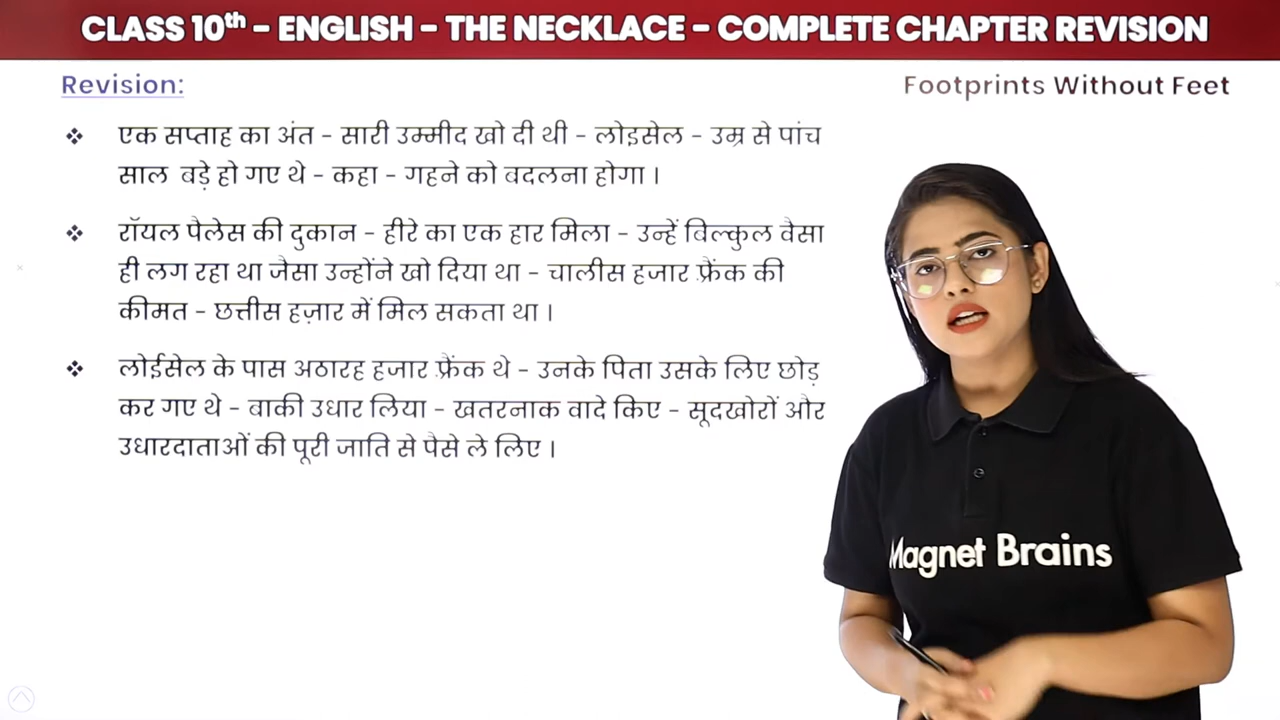 CLASS 10th - ENGLISH - THE NECKLACE - COMPLETE CHAPTER REVISION
Revision:
Footprints Without Feet
❖ एक सप्ताह का अंत - सारी उम्मीद खो दी थी - लोइसेल - उम्र से पांच
साल बड़े हो गए थे - कहा - गहने को बदलना होगा।
❖ रॉयल पैलेस की दुकान - हीरे का एक हार मिला - उन्हें बिल्कुल वैसा
ही लग रहा था जैसा उन्होंने खो दिया था - चालीस हजार फ़्रैंक की
कीमत - छत्तीस हज़ार में मिल सकता था।
❖ लोईसेल के पास अठारह हजार फ़्रैंक थे - उनके पिता उसके लिए छोड़
कर गए थे - बाकी उधार लिया - खतरनाक वादे किए - सूदखोरों और
उधारदाताओं की पूरी जाति से पैसे ले लिए।
Magnet Brains